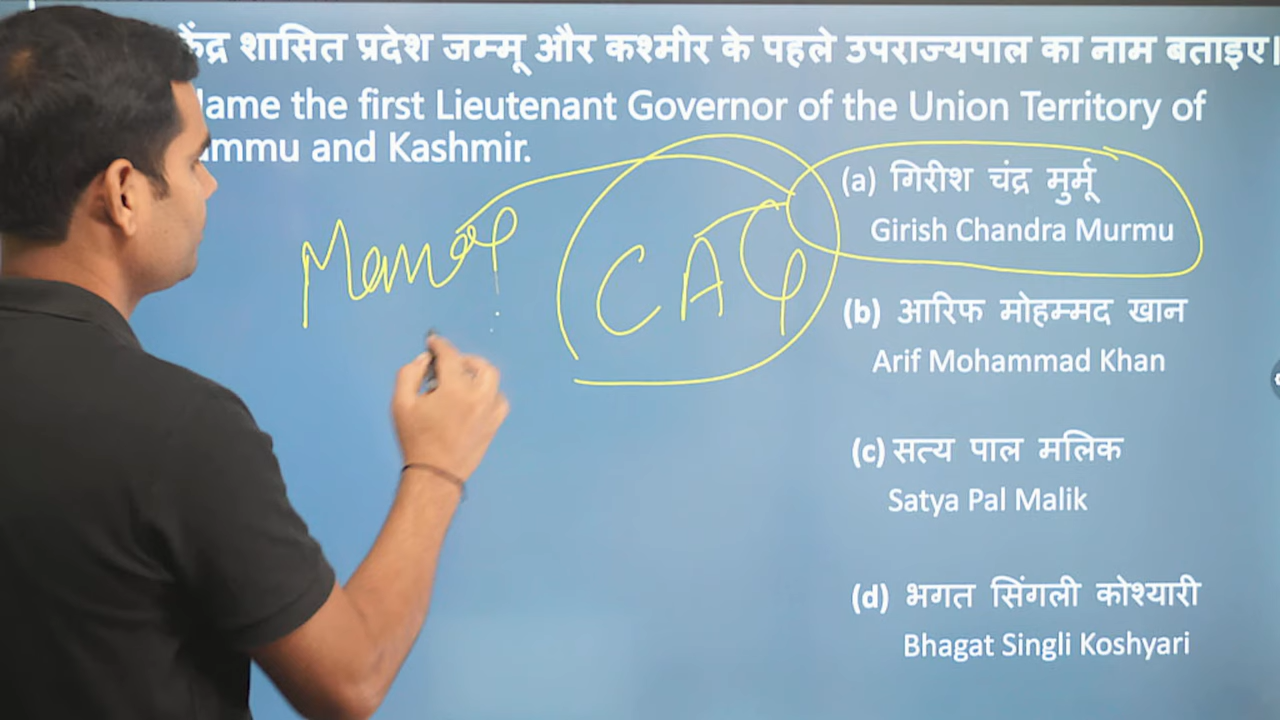 केंद्र शासित प्रदेश जम्मू और कश्मीर के पहले उपराज्यपाल का नाम बताइए।
ame the first Lieutenant Governor of the Union Territory of
ammu and Kashmir.
(a) गिरीश चंद्र मुर्मू
Girish Chandra Murmu
CAG
(b) आरिफ मोहम्मद खान
Arif Mohammad Khan
(c) सत्य पाल मलिक
Satya Pal Malik
(d) भगत सिंगली कोश्यारी
Bhagat Singli Koshyari